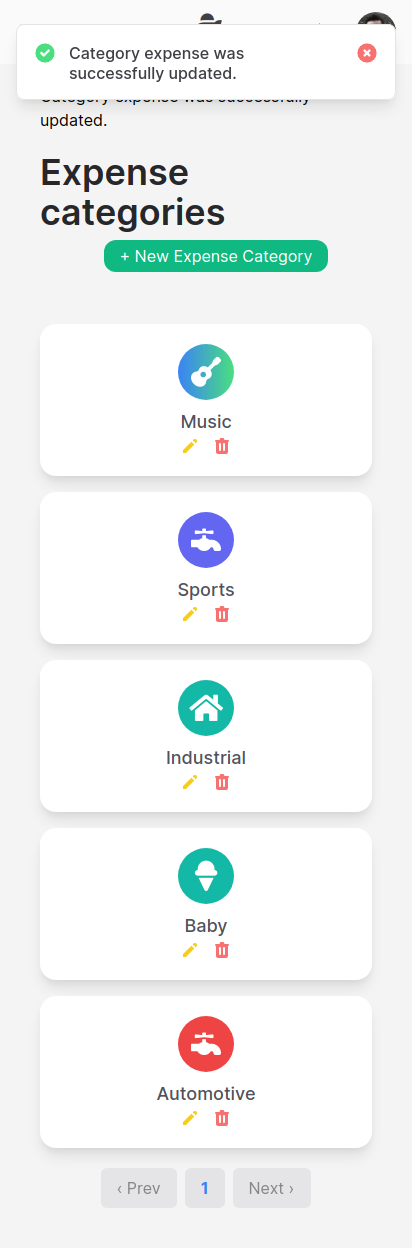 Category expense was
successfully updated.
Category expense was successfully
updated.
Expense
categories
+ New Expense Category
Music
Sports
Industrial
Baby
Automotive
‹ Prev 1 Next ›